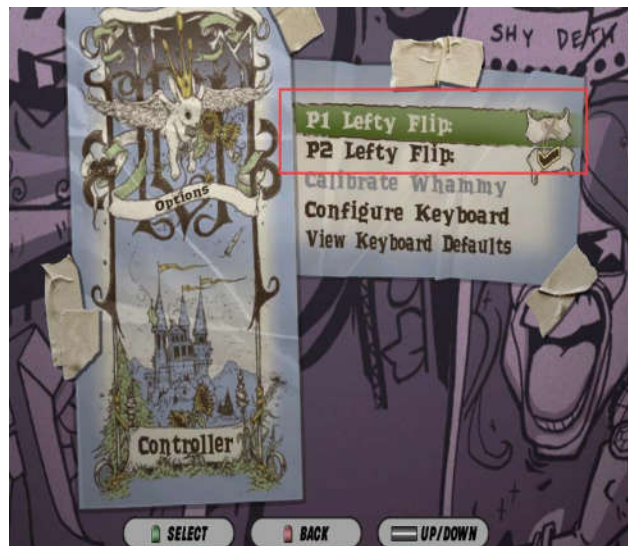 SHY DEATH
P1 Lefty Flip:
P2 Lefty Flip:
Calibrate Whammy
Configure Keyboard
View Keyboard Defaults
Options
Controller
SELECT BACK UP/DOWN